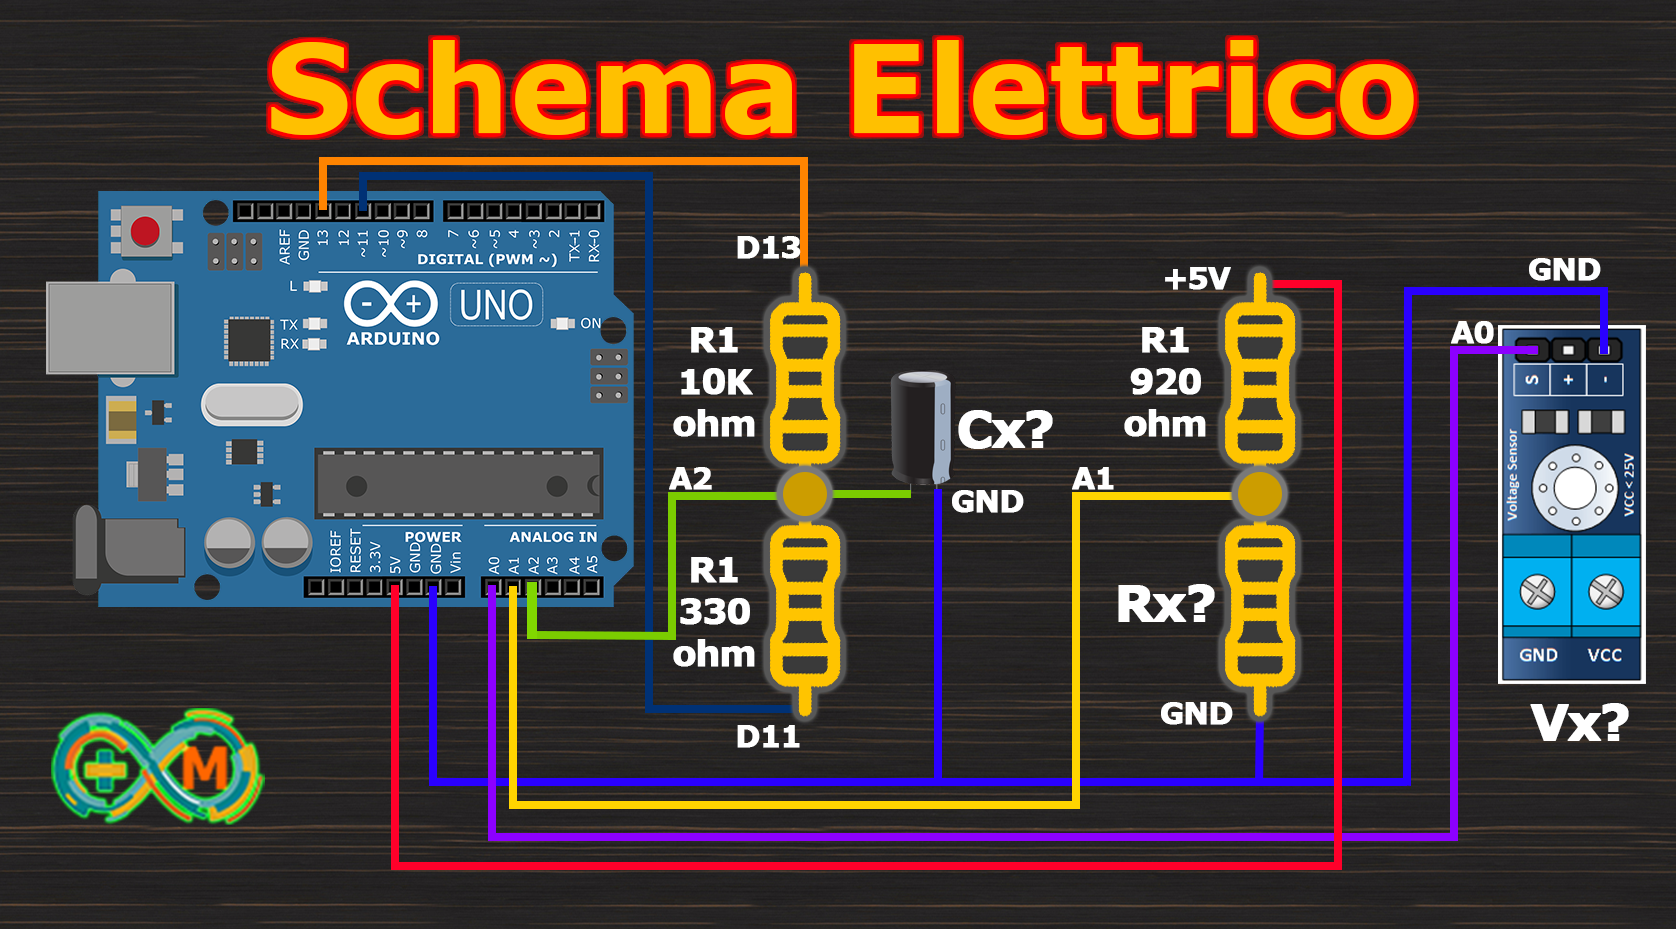 Schema Elettrico
AREF
GND
13
12
~11
~10
~9
8
7
~6
~5
4
~3
2
TX→1
RX←0
DIGITAL (PWM ~)
L
TX
RX
ARDUINO
UNO
ON
IOREF
RESET
3.3V
5V
GND
GND
Vin
POWER
ANALOG IN
A0
A1
A2
A3
A4
A5
D13
R1
10K
ohm
A2
R1
330
ohm
D11
Cx?
GND
+5V
R1
920
ohm
A1
Rx?
GND
GND
A0
S
+
-
Voltage Sensor
VCC < 25V
GND
VCC
Vx?
M